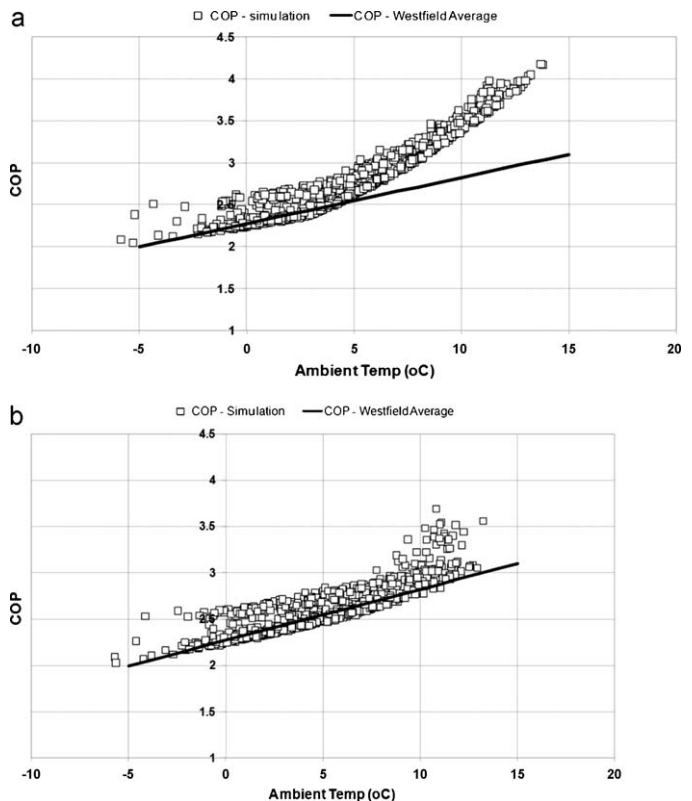 a
COP - simulation COP - Westfield Average
4.5
4
3.5
3
2.5
2
1.5
1
-10 -5 0 5 10 15 20
COP
Ambient Temp (oC)
b
COP - Simulation COP - Westfield Average
4.5
4
3.5
3
2.5
2
1.5
1
-10 -5 0 5 10 15 20
COP
Ambient Temp (oC)